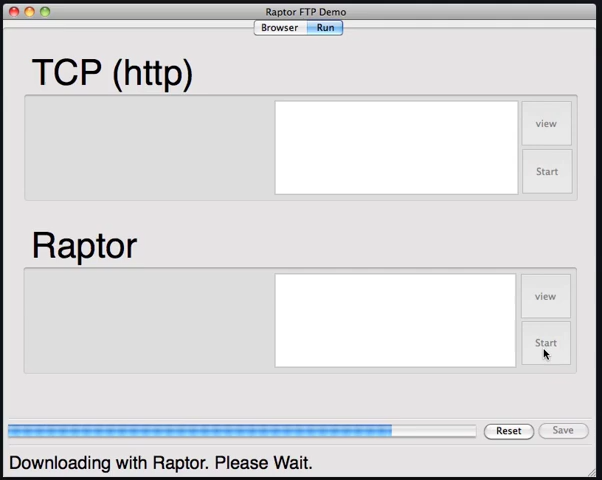 Raptor FTP Demo
Browser Run
TCP (http)
view
Start
Raptor
view
Start
Reset Save
Downloading with Raptor. Please Wait.